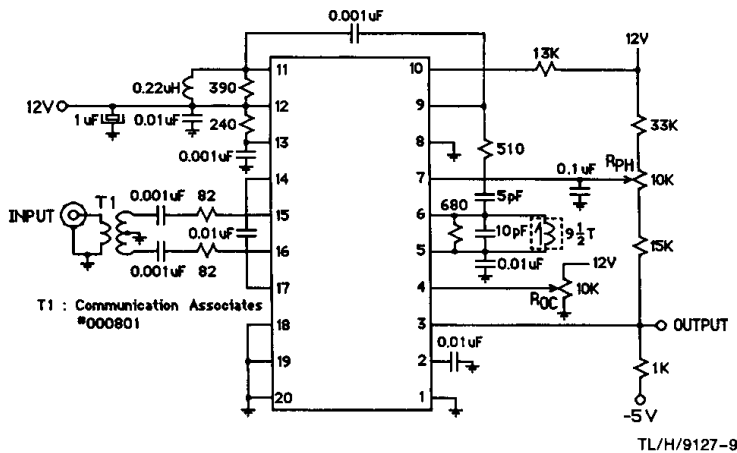 0.001uF
12V
13K
11
10
0.22uH
390
12V
12
9
33K
1uF
0.01uF
240
13
8
510
0.001uF
RPH
14
7
0.1uF
10K
T1
0.001uF
82
680
5pF
INPUT
15
6
10pF
9 1/2 T
15K
0.01uF
16
5
0.001uF
82
0.01uF
12V
17
4
10K
ROC
T1 : Communication Associates
#000801
18
3
OUTPUT
0.01uF
19
2
1K
20
1
-5V
TL/H/9127-9